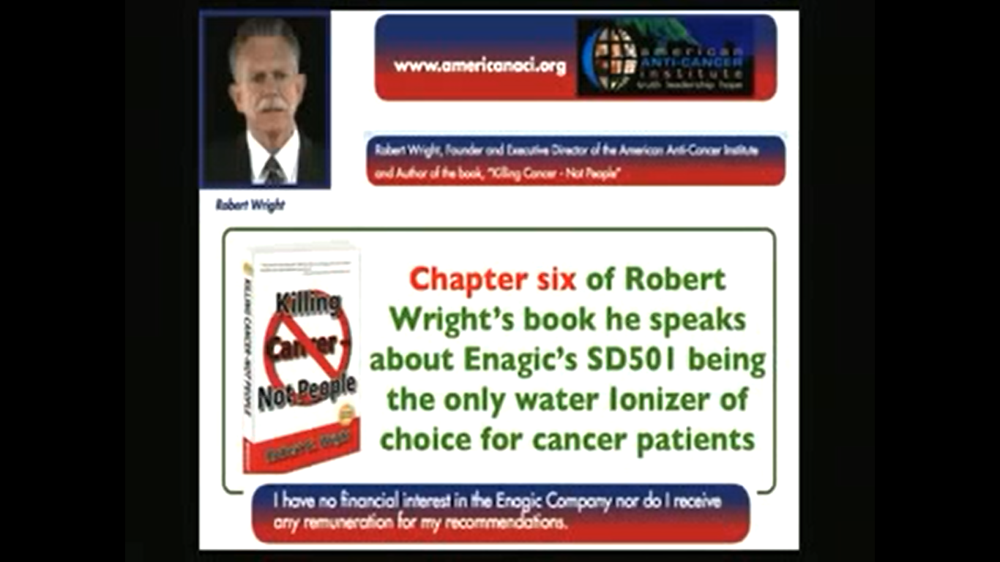 www.americanaci.org
american
ANTI-CANCER
institute
truth leadership hope
Robert Wright, Founder and Executive Director of the American Anti-Cancer Institute
and Author of the book, "Killing Cancer - Not People"
Robert Wright
KILLING CANCER-NOT PEOPLE
Killing
Cancer-
Not People
Chapter six of Robert
Wright's book he speaks
about Enagic's SD501 being
the only water Ionizer of
choice for cancer patients
I have no financial interest in the Enagic Company nor do I receive
any remuneration for my recommendations.